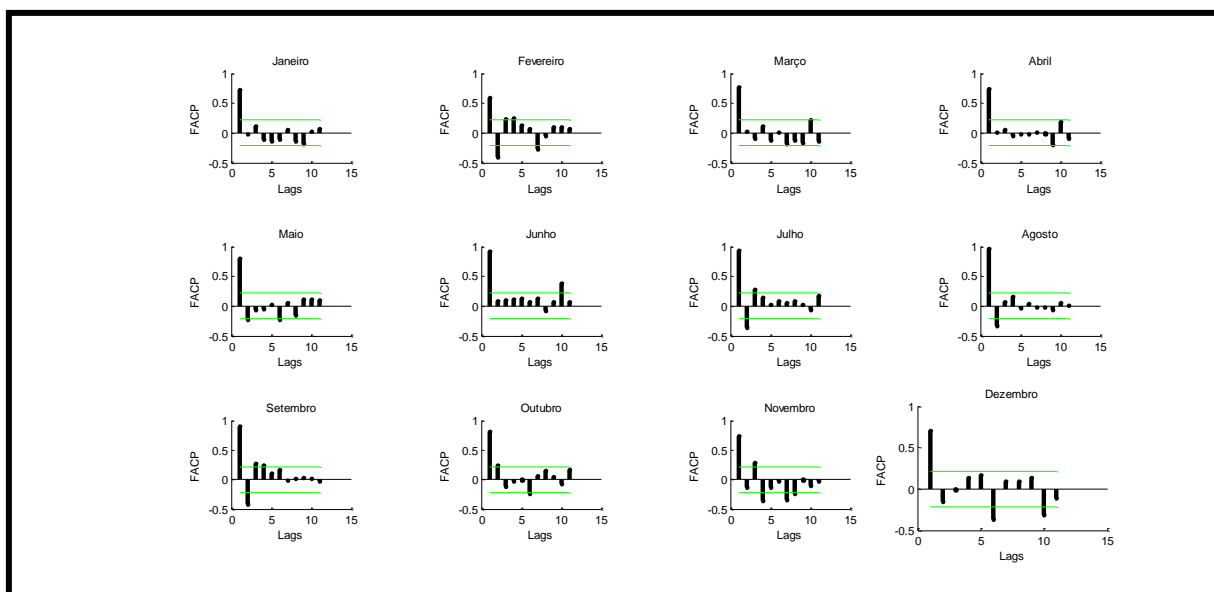 Janeiro
1
0.5
0
-0.5
FACP
0 5 10 15
Lags
Fevereiro
1
0.5
0
-0.5
FACP
0 5 10 15
Lags
Março
1
0.5
0
-0.5
FACP
0 5 10 15
Lags
Abril
1
0.5
0
-0.5
FACP
0 5 10 15
Lags
Maio
1
0.5
0
-0.5
FACP
0 5 10 15
Lags
Junho
1
0.5
0
-0.5
FACP
0 5 10 15
Lags
Julho
1
0.5
0
-0.5
FACP
0 5 10 15
Lags
Agosto
1
0.5
0
-0.5
FACP
0 5 10 15
Lags
Setembro
1
0.5
0
-0.5
FACP
0 5 10 15
Lags
Outubro
1
0.5
0
-0.5
FACP
0 5 10 15
Lags
Novembro
1
0.5
0
-0.5
FACP
0 5 10 15
Lags
Dezembro
1
0.5
0
-0.5
FACP
0 5 10 15
Lags